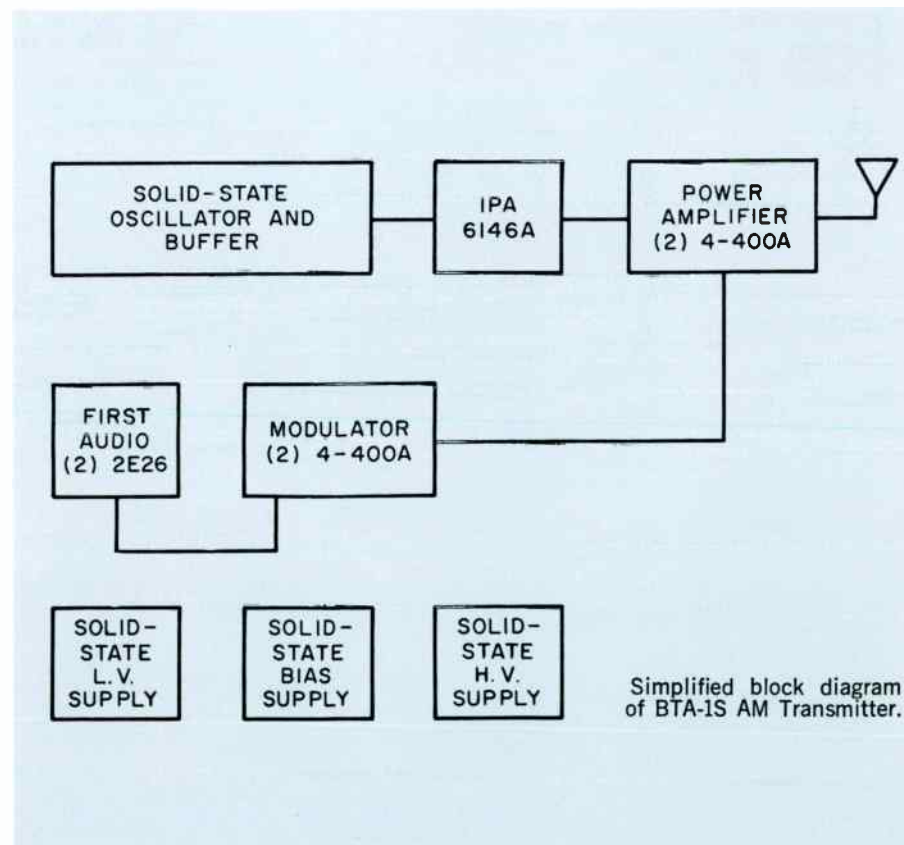 SOLID-STATE
OSCILLATOR AND
BUFFER
IPA
6146A
POWER
AMPLIFIER
(2) 4-400A
FIRST
AUDIO
(2) 2E26
MODULATOR
(2) 4-400A
SOLID-
STATE
L.V.
SUPPLY
SOLID-
STATE
BIAS
SUPPLY
SOLID-
STATE
H.V.
SUPPLY
Simplified block diagram
of BTA-1S AM Transmitter.